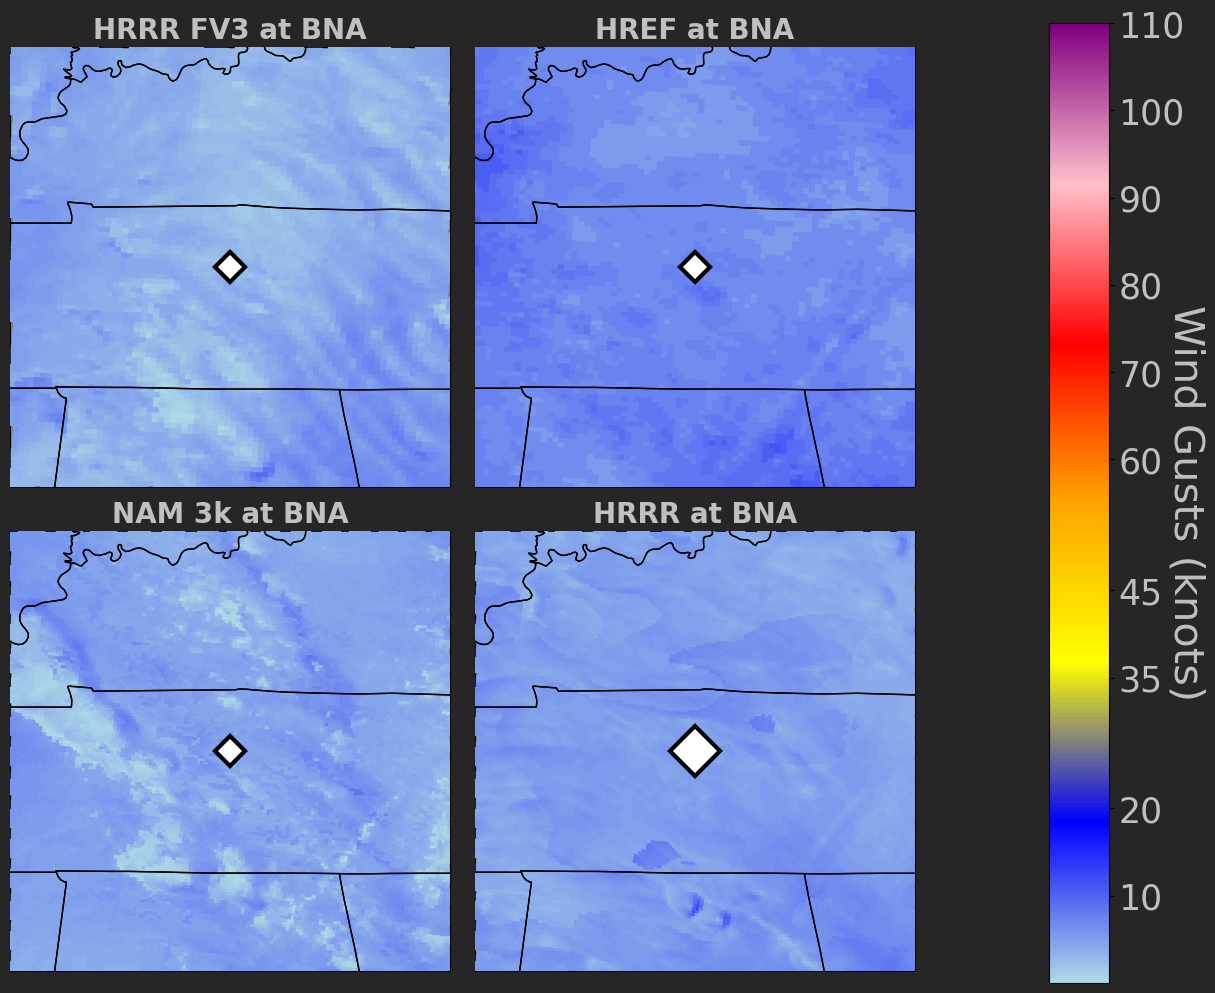 HRRR FV3 at BNA
HREF at BNA
NAM 3k at BNA
HRRR at BNA
110
100
90
80
70
60
45
35
20
10
Wind Gusts (knots)